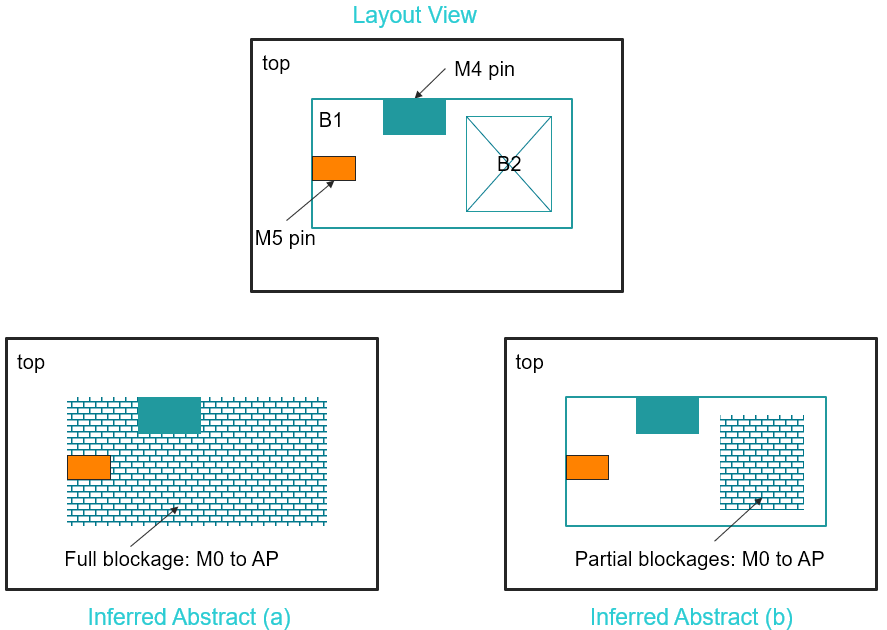 Layout View
top
M4 pin
B1
B2
M5 pin
top
Full blockage: M0 to AP
Inferred Abstract (a)
top
Partial blockages: M0 to AP
Inferred Abstract (b)